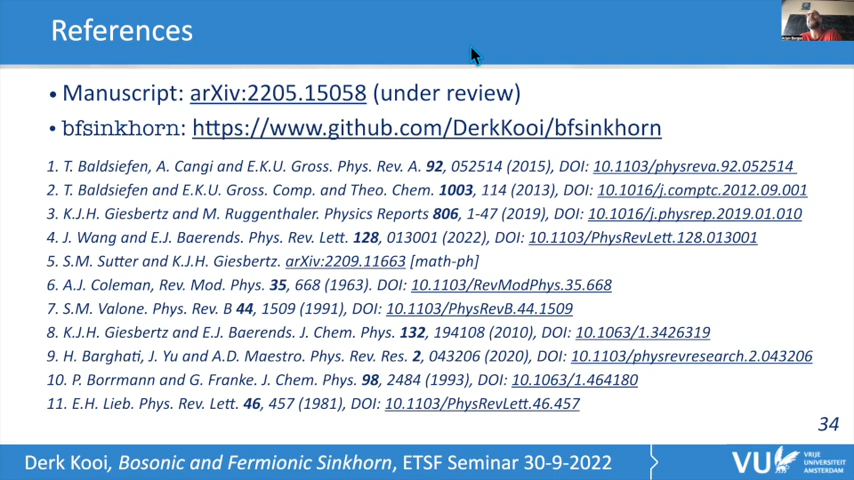 References
• Manuscript: arXiv:2205.15058 (under review)
• bfsinkhorn: https://www.github.com/DerkKooi/bfsinkhorn
1. T. Baldsiefen, A. Cangi and E.K.U. Gross. Phys. Rev. A. 92, 052514 (2015), DOI: 10.1103/physreva.92.052514
2. T. Baldsiefen and E.K.U. Gross. Comp. and Theo. Chem. 1003, 114 (2013), DOI: 10.1016/j.comptc.2012.09.001
3. K.J.H. Giesbertz and M. Ruggenthaler. Physics Reports 806, 1-47 (2019), DOI: 10.1016/j.physrep.2019.01.010
4. J. Wang and E.J. Baerends. Phys. Rev. Lett. 128, 013001 (2022), DOI: 10.1103/PhysRevLett.128.013001
5. S.M. Sutter and K.J.H. Giesbertz. arXiv:2209.11663 [math-ph]
6. A.J. Coleman, Rev. Mod. Phys. 35, 668 (1963). DOI: 10.1103/RevModPhys.35.668
7. S.M. Valone. Phys. Rev. B 44, 1509 (1991), DOI: 10.1103/PhysRevB.44.1509
8. K.J.H. Giesbertz and E.J. Baerends. J. Chem. Phys. 132, 194108 (2010), DOI: 10.1063/1.3426319
9. H. Barghati, J. Yu and A.D. Maestro. Phys. Rev. Res. 2, 043206 (2020), DOI: 10.1103/physrevresearch.2.043206
10. P. Borrmann and G. Franke. J. Chem. Phys. 98, 2484 (1993), DOI: 10.1063/1.464180
11. E.H. Lieb. Phys. Rev. Lett. 46, 457 (1981), DOI: 10.1103/PhysRevLett.46.457
34
Derk Kooi, Bosonic and Fermionic Sinkhorn, ETSF Seminar 30-9-2022
VU
VRIJE
UNIVERSITEIT
AMSTERDAM